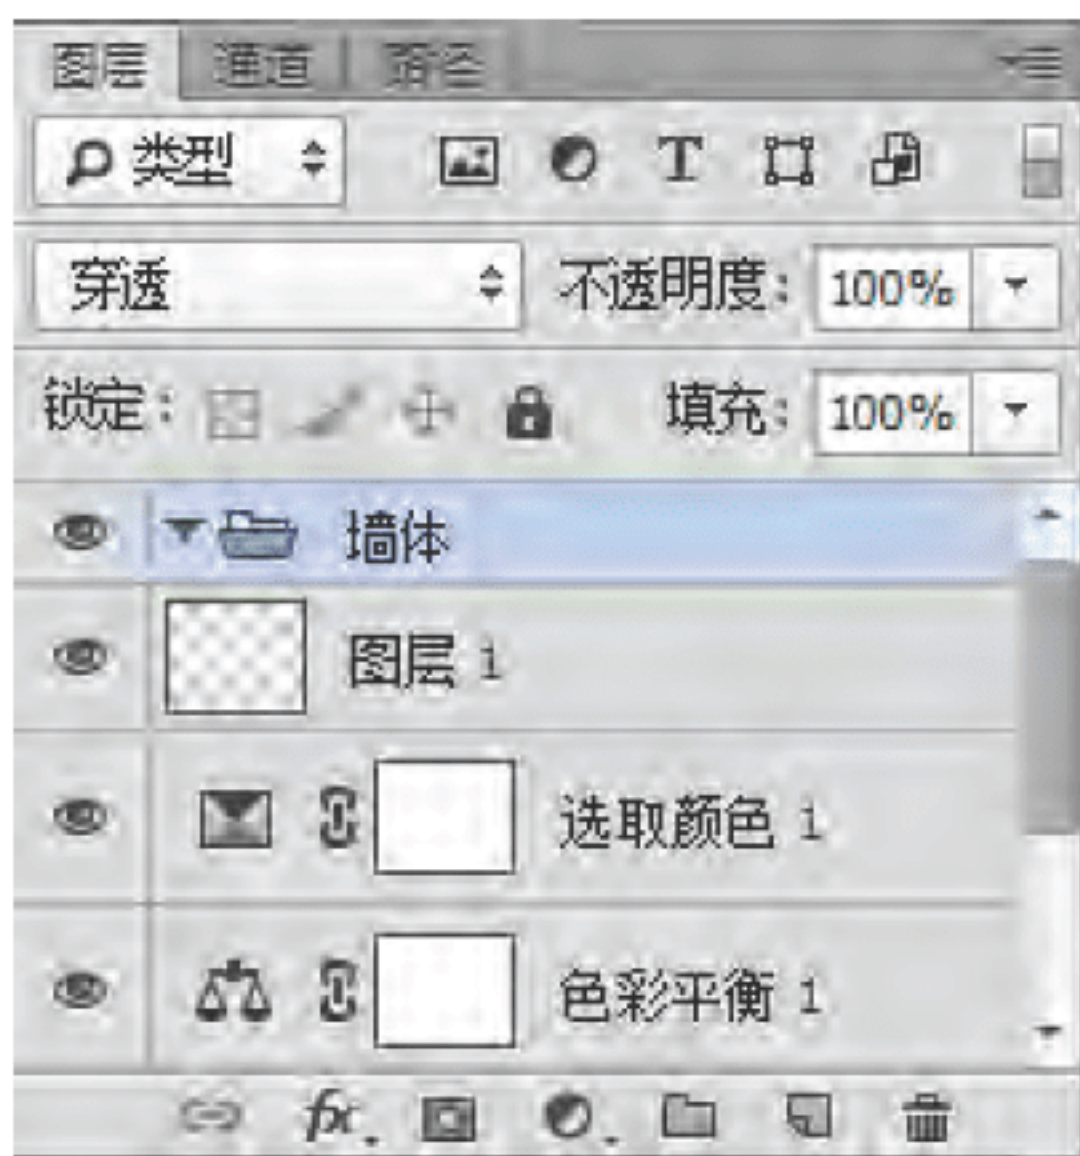 图层 通道 路径
类型 T
穿透 不透明度: 100%
锁定: 填充: 100%
墙体
图层 1
选取颜色 1
色彩平衡 1
fx.